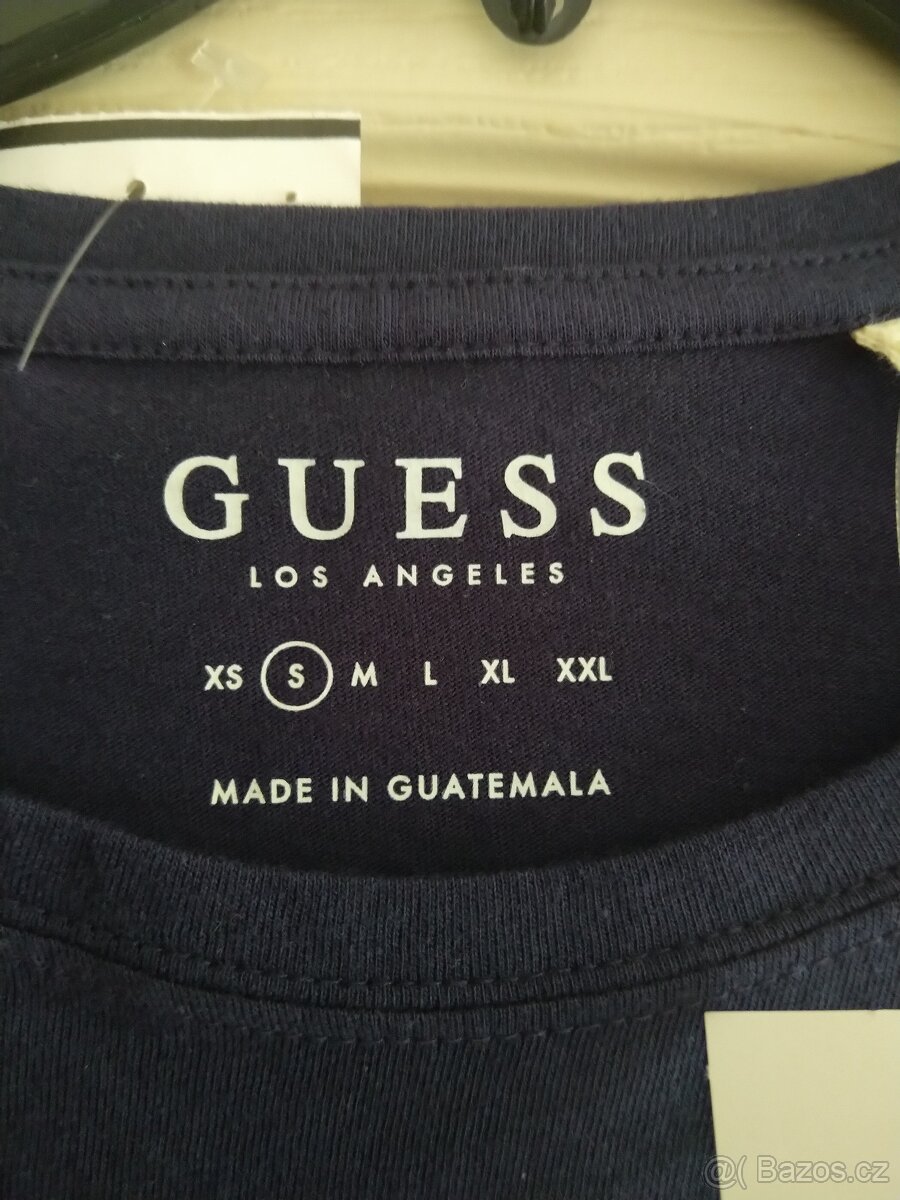 GUESS
LOS ANGELES
XS S M L XL XXL
MADE IN GUATEMALA
@( Bazos.cz